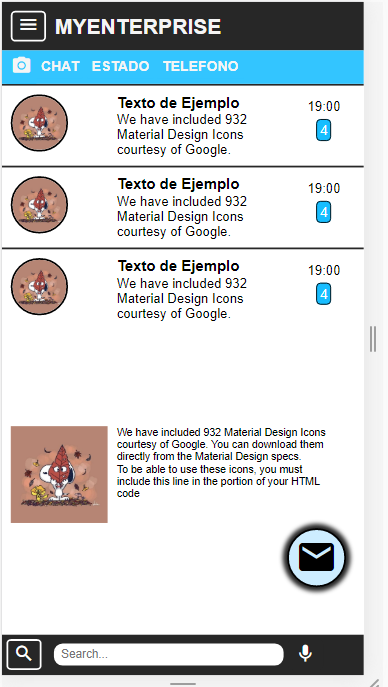 MYENTERPRISE
CHAT ESTADO TELEFONO
Texto de Ejemplo 19:00
We have included 932 4
Material Design Icons
courtesy of Google.
Texto de Ejemplo 19:00
We have included 932 4
Material Design Icons
courtesy of Google.
Texto de Ejemplo 19:00
We have included 932 4
Material Design Icons
courtesy of Google.
We have included 932 Material Design Icons
courtesy of Google. You can download them
directly from the Material Design specs.
To be able to use these icons, you must
include this line in the portion of your HTML
code
Search...